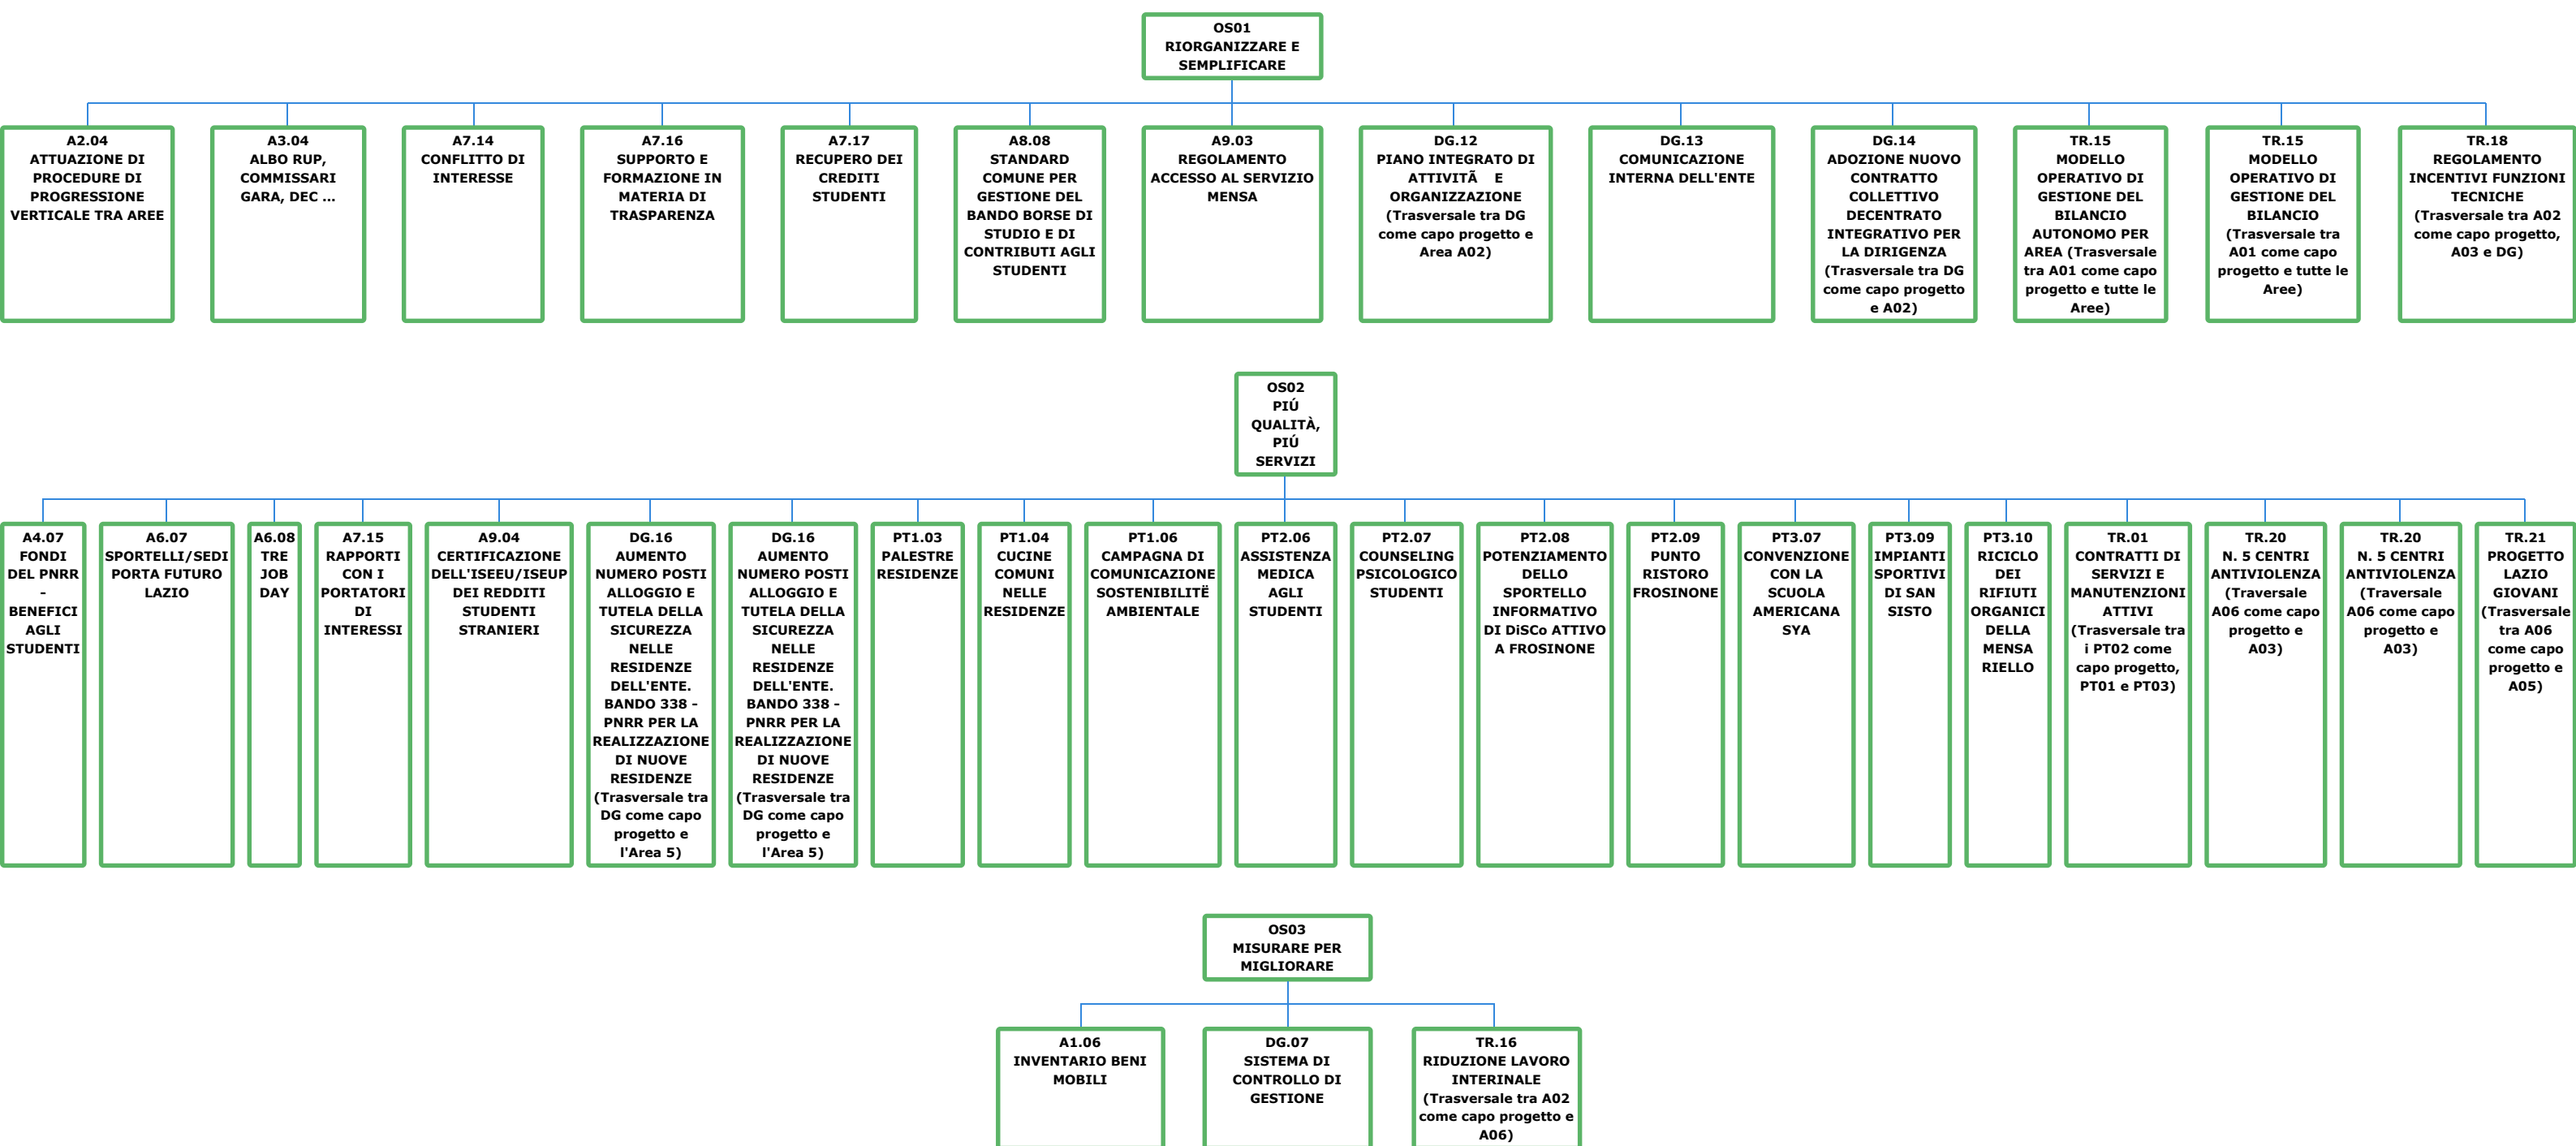 OS01
RIORGANIZZARE E
SEMPLIFICARE
A2.04
ATTUAZIONE DI
PROCEDURE DI
PROGRESSIONE
VERTICALE TRA AREE
A3.04
ALBO RUP,
COMMISSARI
GARA, DEC ...
A7.14
CONFLITTO DI
INTERESSE
A7.16
SUPPORTO E
FORMAZIONE IN
MATERIA DI
TRASPARENZA
A7.17
RECUPERO DEI
CREDITI
STUDENTI
A8.08
STANDARD
COMUNE PER
GESTIONE DEL
BANDO BORSE DI
STUDIO E DI
CONTRIBUTI AGLI
STUDENTI
A9.03
REGOLAMENTO
ACCESSO AL SERVIZIO
MENSA
DG.12
PIANO INTEGRATO DI
ATTIVITÃ E
ORGANIZZAZIONE
(Trasversale tra DG
come capo progetto e
Area A02)
DG.13
COMUNICAZIONE
INTERNA DELL'ENTE
DG.14
ADOZIONE NUOVO
CONTRATTO
COLLETTIVO
DECENTRATO
INTEGRATIVO PER
LA DIRIGENZA
(Trasversale tra DG
come capo progetto
e A02)
TR.15
MODELLO
OPERATIVO DI
GESTIONE DEL
BILANCIO
AUTONOMO PER
AREA (Trasversale
tra A01 come capo
progetto e tutte le
Aree)
TR.15
MODELLO
OPERATIVO DI
GESTIONE DEL
BILANCIO
(Trasversale tra
A01 come capo
progetto e tutte le
Aree)
TR.18
REGOLAMENTO
INCENTIVI FUNZIONI
TECNICHE
(Trasversale tra A02
come capo progetto,
A03 e DG)
OS02
PIÚ
QUALITÀ,
PIÚ
SERVIZI
A4.07
FONDI
DEL PNRR
-
BENEFICI
AGLI
STUDENTI
A6.07
SPORTELLI/SEDI
PORTA FUTURO
LAZIO
A6.08
TRE
JOB
DAY
A7.15
RAPPORTI
CON I
PORTATORI
DI
INTERESSI
A9.04
CERTIFICAZIONE
DELL'ISEEU/ISEUP
DEI REDDITI
STUDENTI
STRANIERI
DG.16
AUMENTO
NUMERO POSTI
ALLOGGIO E
TUTELA DELLA
SICUREZZA
NELLE
RESIDENZE
DELL'ENTE.
BANDO 338 -
PNRR PER LA
REALIZZAZIONE
DI NUOVE
RESIDENZE
(Trasversale tra
DG come capo
progetto e
l'Area 5)
DG.16
AUMENTO
NUMERO POSTI
ALLOGGIO E
TUTELA DELLA
SICUREZZA
NELLE
RESIDENZE
DELL'ENTE.
BANDO 338 -
PNRR PER LA
REALIZZAZIONE
DI NUOVE
RESIDENZE
(Trasversale tra
DG come capo
progetto e
l'Area 5)
PT1.03
PALESTRE
RESIDENZE
PT1.04
CUCINE
COMUNI
NELLE
RESIDENZE
PT1.06
CAMPAGNA DI
COMUNICAZIONE
SOSTENIBILITË
AMBIENTALE
PT2.06
ASSISTENZA
MEDICA
AGLI
STUDENTI
PT2.07
COUNSELING
PSICOLOGICO
STUDENTI
PT2.08
POTENZIAMENTO
DELLO
SPORTELLO
INFORMATIVO
DI DiSCo ATTIVO
A FROSINONE
PT2.09
PUNTO
RISTORO
FROSINONE
PT3.07
CONVENZIONE
CON LA
SCUOLA
AMERICANA
SYA
PT3.09
IMPIANTI
SPORTIVI
DI SAN
SISTO
PT3.10
RICICLO
DEI
RIFIUTI
ORGANICI
DELLA
MENSA
RIELLO
TR.01
CONTRATTI DI
SERVIZI E
MANUTENZIONI
ATTIVI
(Trasversale tra
i PT02 come
capo progetto,
PT01 e PT03)
TR.20
N. 5 CENTRI
ANTIVIOLENZA
(Traversale
A06 come capo
progetto e
A03)
TR.20
N. 5 CENTRI
ANTIVIOLENZA
(Traversale
A06 come capo
progetto e
A03)
TR.21
PROGETTO
LAZIO
GIOVANI
(Trasversale
tra A06
come capo
progetto e
A05)
OS03
MISURARE PER
MIGLIORARE
A1.06
INVENTARIO BENI
MOBILI
DG.07
SISTEMA DI
CONTROLLO DI
GESTIONE
TR.16
RIDUZIONE LAVORO
INTERINALE
(Trasversale tra A02
come capo progetto e
A06)